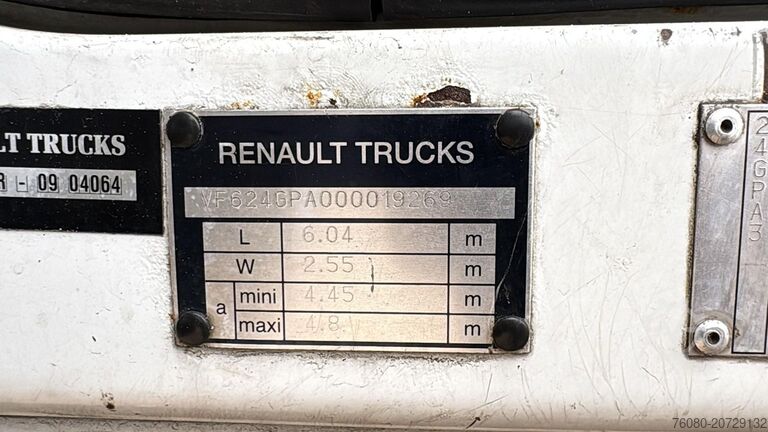 LT TRUCKS
R - 09 04064
RENAULT TRUCKS
VF624GPA000019269
L 6.04 m
W 2.55 m
a mini 4.45 m
maxi 4.8 m
24GPA3
76080-20729132